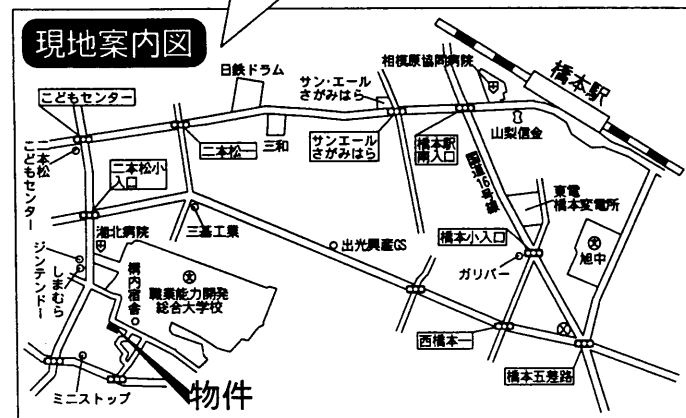 現地案内図
橋本駅
相模原協同病院
日鉄ドラム
サン・エール
さがみはら
こどもセンター
山梨信金
三和
二本松
サンエール
さがみはら
橋本駅
南入口
国道16号線
二本松
こどもセンター
二本松小
入口
東電
橋本変電所
湖北病院
三基工業
出光興産GS
橋本小入口
旭中
ガリバー
ジンテンドー
しまむら
構内宿舎
職業能力開発
総合大学校
西橋本一
橋本五差路
ミニストップ
物件